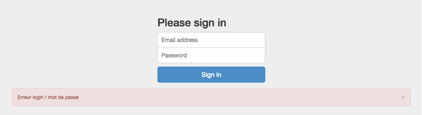 Please sign in
Email address
Password
Sign in
Erreur login / mot de passe
×